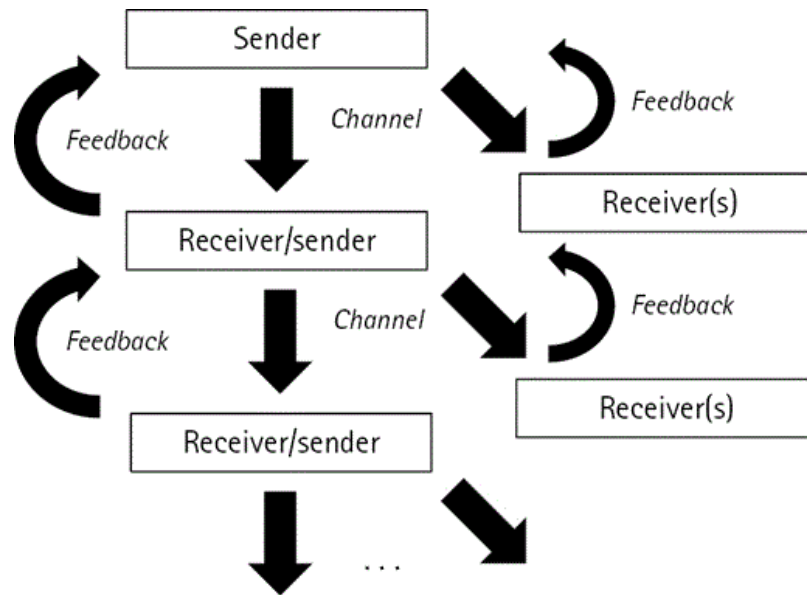 Sender
Feedback
Channel
Feedback
Receiver(s)
Receiver/sender
Feedback
Channel
Feedback
Receiver(s)
Receiver/sender
. . .